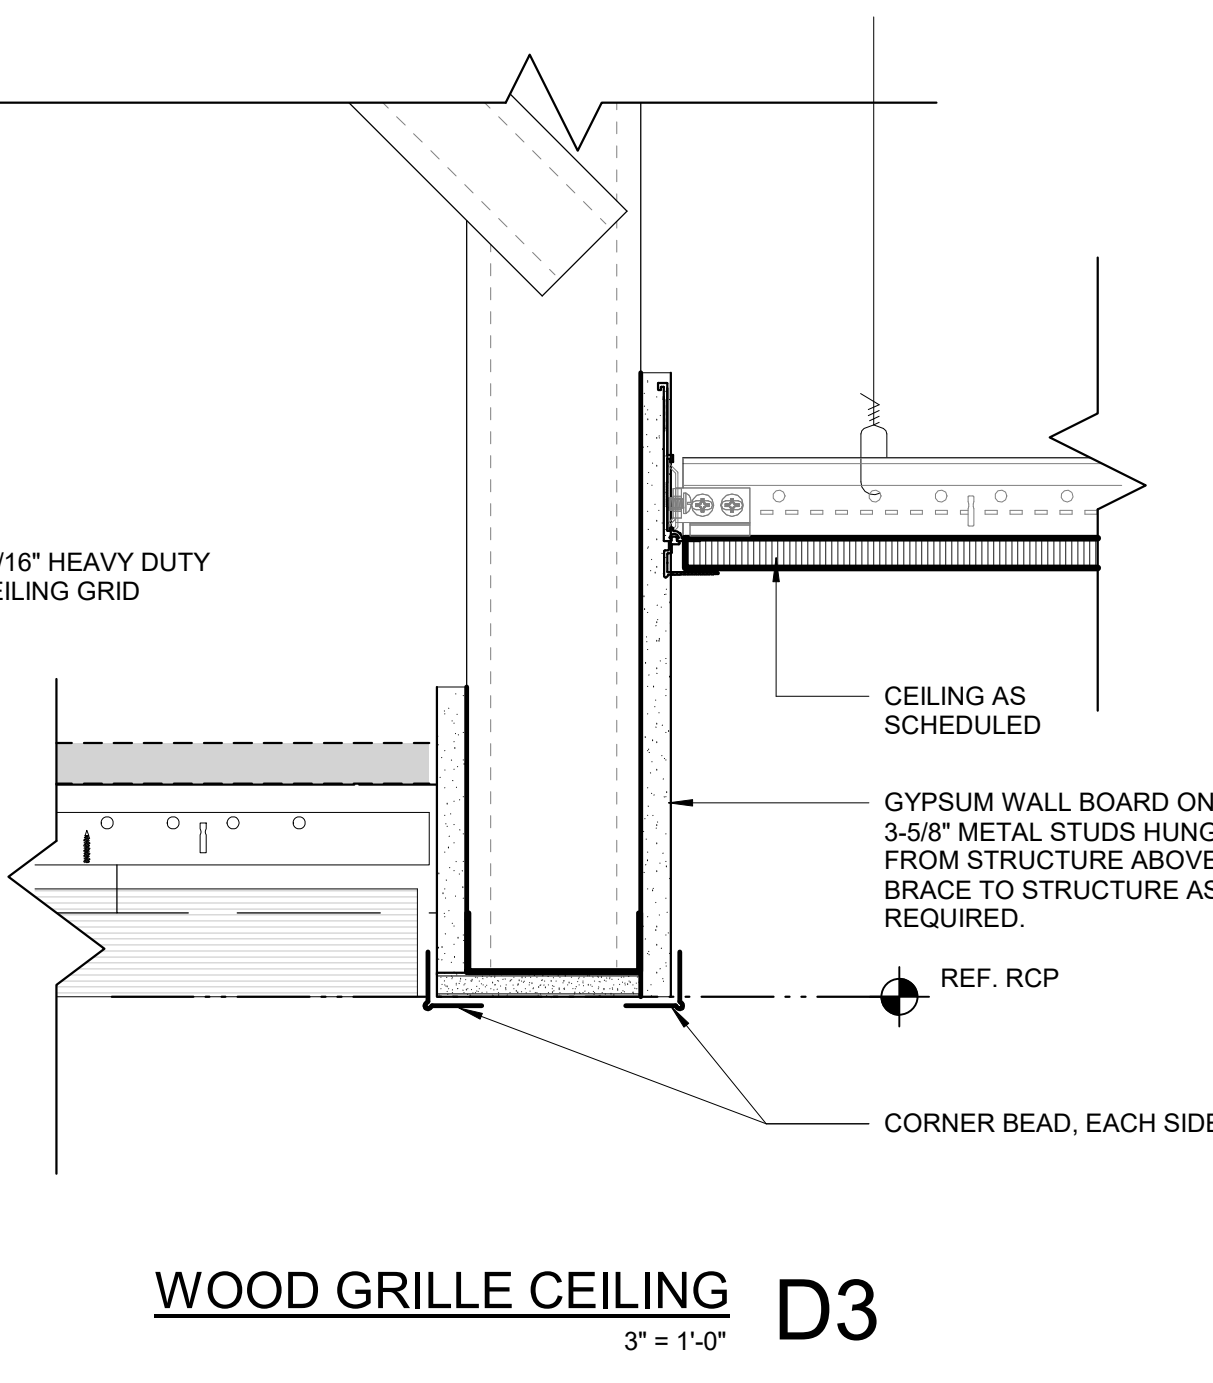 /16" HEAVY DUTY
EILING GRID
CEILING AS
SCHEDULED
GYPSUM WALL BOARD ON
3-5/8" METAL STUDS HUNG
FROM STRUCTURE ABOVE
BRACE TO STRUCTURE AS
REQUIRED.
REF. RCP
CORNER BEAD, EACH SIDE
WOOD GRILLE CEILING
D3
3" = 1'-0"